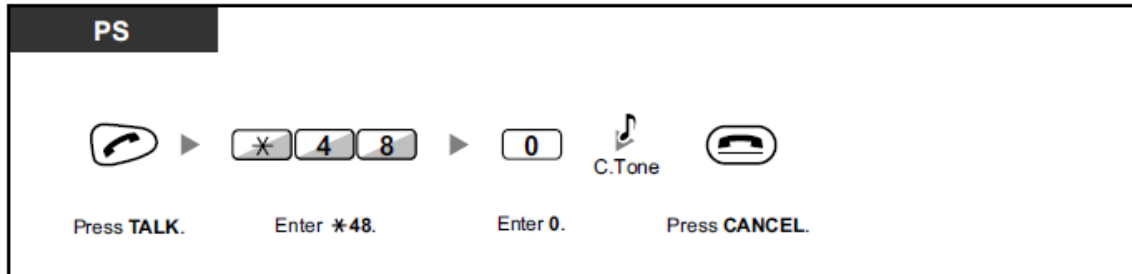 PS
* 4 8 0
C.Tone
Press TALK. Enter *48. Enter 0. Press CANCEL.